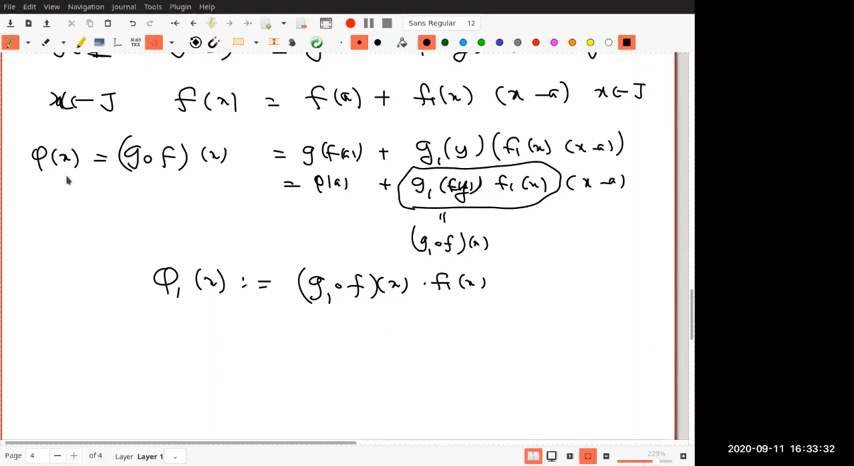 File Edit View Navigation Journal Tools Plugin Help
Sans Regular 12
x ∈ J f(x) = f(a) + f₁(x) (x-a) x ∈ J
φ(x) = (g∘f)(x) = g(f(a)) + g₁(y) (f₁(x) (x-a))
= φ(a) + g₁(f(x)) f₁(x) (x-a)
"
(g₁∘f)(x)
φ₁(x) := (g₁∘f)(x) · f₁(x)
Page 4 of 4 Layer Layer 1 229%
2020-09-11 16:33:32